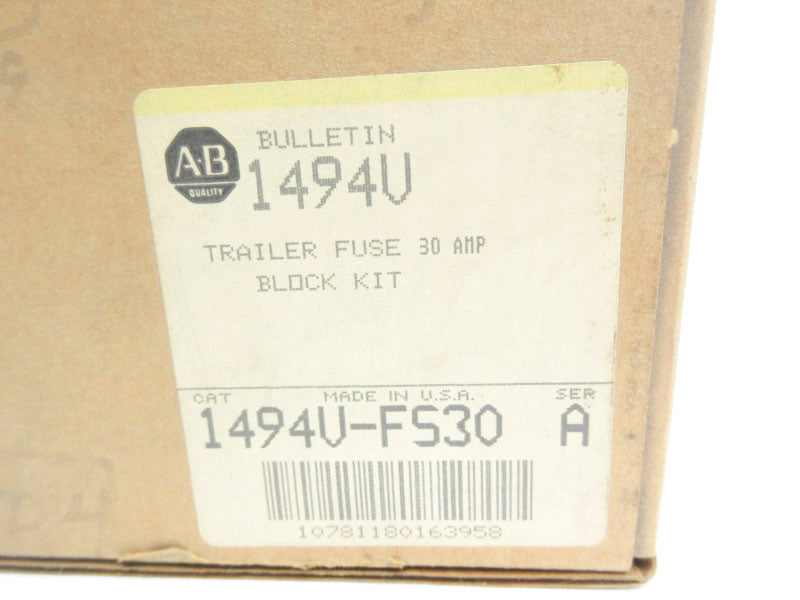 A-B
QUALITY
BULLETIN
1494V
TRAILER FUSE 30 AMP
BLOCK KIT
CAT MADE IN U.S.A. SER
1494V-FS30 A
10781180163958